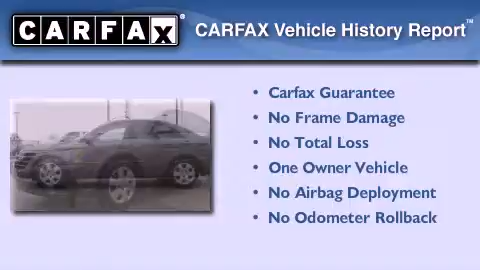 CARFAX® CARFAX Vehicle History Report™
• Carfax Guarantee
• No Frame Damage
• No Total Loss
• One Owner Vehicle
• No Airbag Deployment
• No Odometer Rollback